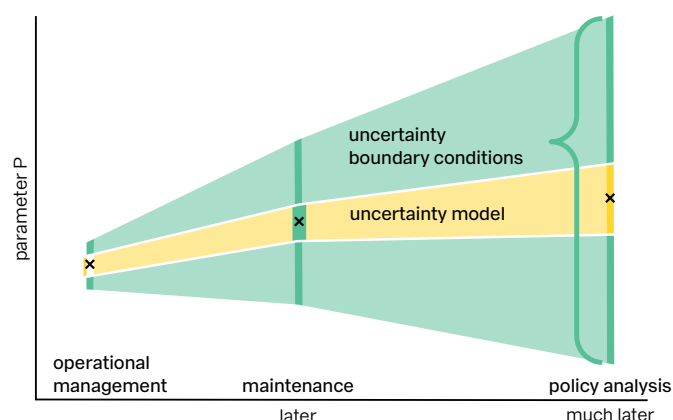 parameter P
uncertainty
boundary conditions
uncertainty model
operational
management
maintenance
policy analysis
later
much later